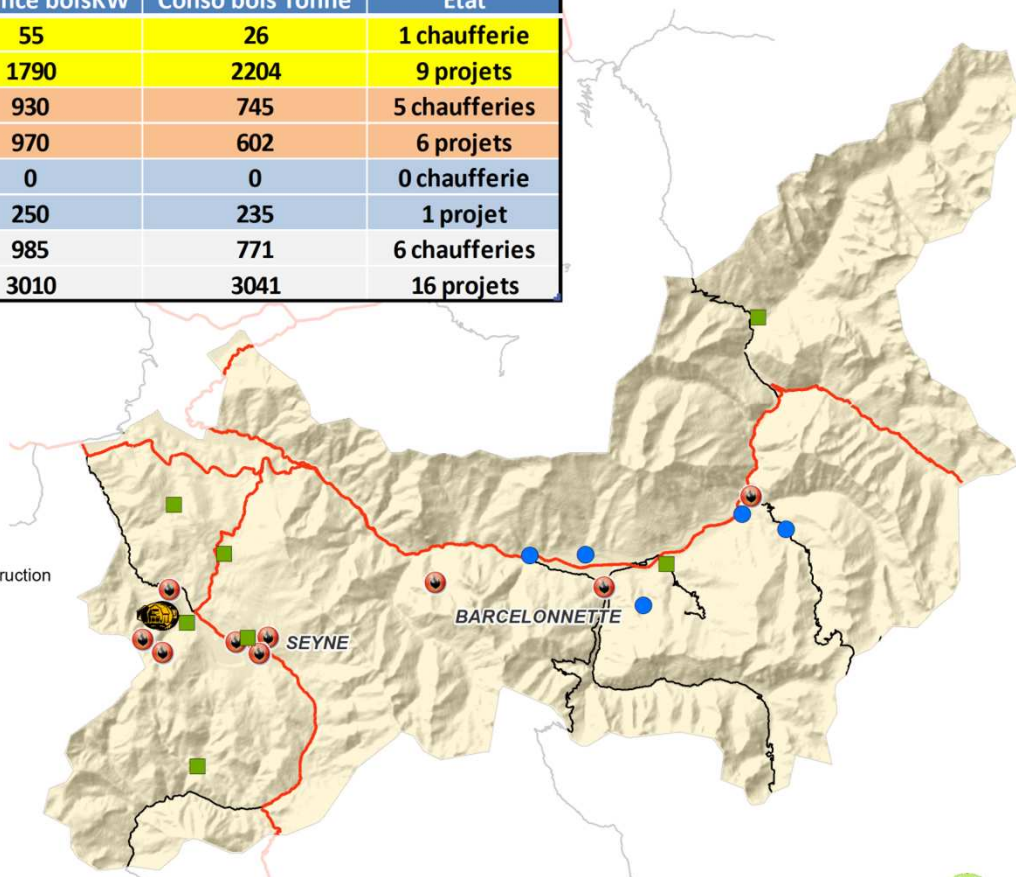 nce boisKW Conso bois Tonne Etat
55 26 1 chaufferie
1790 2204 9 projets
930 745 5 chaufferies
970 602 6 projets
0 0 0 chaufferie
250 235 1 projet
985 771 6 chaufferies
3010 3041 16 projets
ruction
BARCELONNETTE
SEYNE